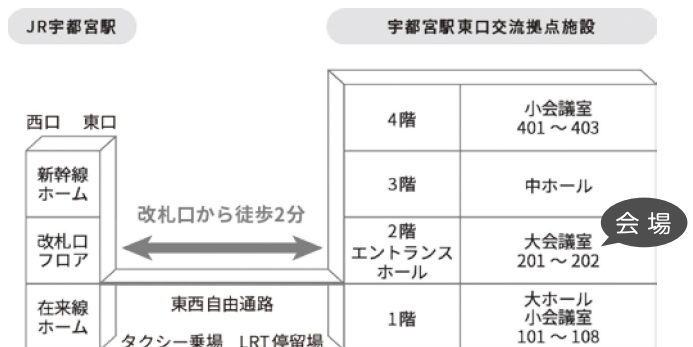 JR宇都宮駅
宇都宮駅東口交流拠点施設
西口 東口
新幹線
ホーム
改札口
フロア
在来線
ホーム
改札口から徒歩2分
東西自由通路
タクシー乗場 LRT停留場
4階
小会議室
401～403
3階
中ホール
2階
エントランス
ホール
大会議室
201～202
会場
1階
大ホール
小会議室
101～108